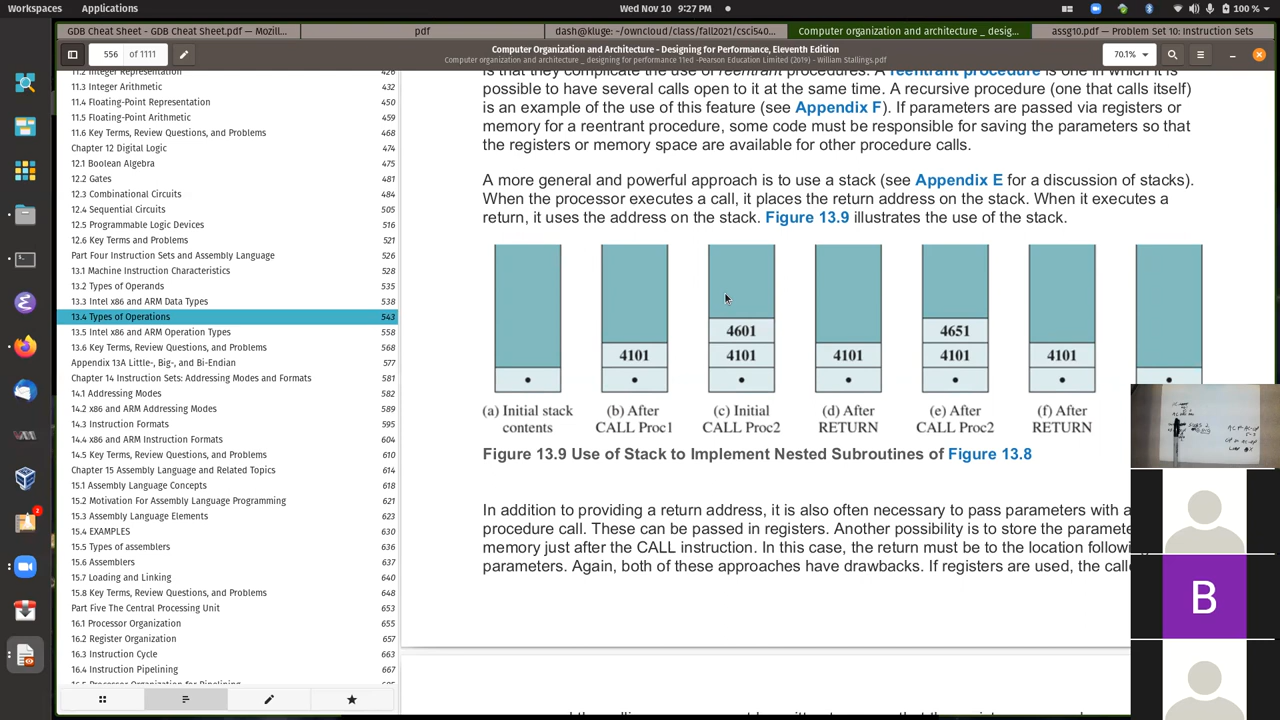 Workspaces Applications Wed Nov 10 9:27 PM 100 %
GDB Cheat Sheet - GDB Cheat Sheet.pdf — Mozill... pdf dash@kluge: ~/owncloud/class/fall2021/csci540... Computer organization and architecture _ desig... assg10.pdf — Problem Set 10: Instruction Sets
556 of 1111
Computer Organization and Architecture - Designing for Performance, Eleventh Edition
Computer organization and architecture _ designing for performance 11ed -Pearson Education Limited (2019) - William Stallings.pdf
70.1%
11.2 Integer Representation 426
11.3 Integer Arithmetic 432
11.4 Floating-Point Representation 450
11.5 Floating-Point Arithmetic 459
11.6 Key Terms, Review Questions, and Problems 468
Chapter 12 Digital Logic 474
12.1 Boolean Algebra 475
12.2 Gates 481
12.3 Combinational Circuits 484
12.4 Sequential Circuits 505
12.5 Programmable Logic Devices 516
12.6 Key Terms and Problems 521
Part Four Instruction Sets and Assembly Language 526
13.1 Machine Instruction Characteristics 528
13.2 Types of Operands 535
13.3 Intel x86 and ARM Data Types 538
13.4 Types of Operations 543
13.5 Intel x86 and ARM Operation Types 558
13.6 Key Terms, Review Questions, and Problems 568
Appendix 13A Little-, Big-, and Bi-Endian 577
Chapter 14 Instruction Sets: Addressing Modes and Formats 581
14.1 Addressing Modes 582
14.2 x86 and ARM Addressing Modes 589
14.3 Instruction Formats 595
14.4 x86 and ARM Instruction Formats 604
14.5 Key Terms, Review Questions, and Problems 610
Chapter 15 Assembly Language and Related Topics 614
15.1 Assembly Language Concepts 618
15.2 Motivation For Assembly Language Programming 621
15.3 Assembly Language Elements 623
15.4 EXAMPLES 630
15.5 Types of assemblers 636
15.6 Assemblers 637
15.7 Loading and Linking 640
15.8 Key Terms, Review Questions, and Problems 648
Part Five The Central Processing Unit 653
16.1 Processor Organization 655
16.2 Register Organization 657
16.3 Instruction Cycle 663
16.4 Instruction Pipelining 667
is that they complicate the use of reentrant procedures. A reentrant procedure is one in which it is
possible to have several calls open to it at the same time. A recursive procedure (one that calls itself)
is an example of the use of this feature (see Appendix F). If parameters are passed via registers or
memory for a reentrant procedure, some code must be responsible for saving the parameters so that
the registers or memory space are available for other procedure calls.
A more general and powerful approach is to use a stack (see Appendix E for a discussion of stacks).
When the processor executes a call, it places the return address on the stack. When it executes a
return, it uses the address on the stack. Figure 13.9 illustrates the use of the stack.
4601 4651
4101 4101 4101 4101 4101
(a) Initial stack (b) After (c) Initial (d) After (e) After (f) After
contents CALL Proc1 CALL Proc2 RETURN CALL Proc2 RETURN
Figure 13.9 Use of Stack to Implement Nested Subroutines of Figure 13.8
In addition to providing a return address, it is also often necessary to pass parameters with a
procedure call. These can be passed in registers. Another possibility is to store the paramete
memory just after the CALL instruction. In this case, the return must be to the location followi
parameters. Again, both of these approaches have drawbacks. If registers are used, the calle
B
2